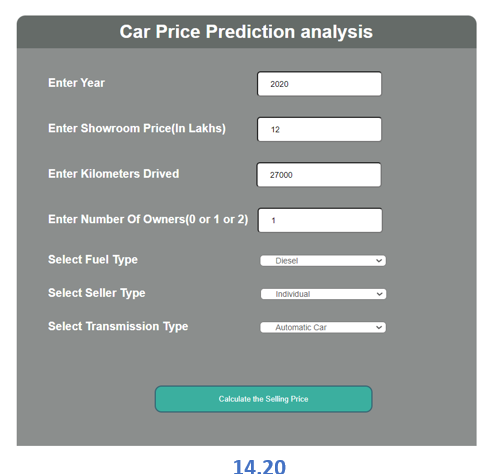 Car Price Prediction analysis
Enter Year 2020
Enter Showroom Price(In Lakhs) 12
Enter Kilometers Drived 27000
Enter Number Of Owners(0 or 1 or 2) 1
Select Fuel Type Diesel
Select Seller Type Individual
Select Transmission Type Automatic Car
Calculate the Selling Price
14.20